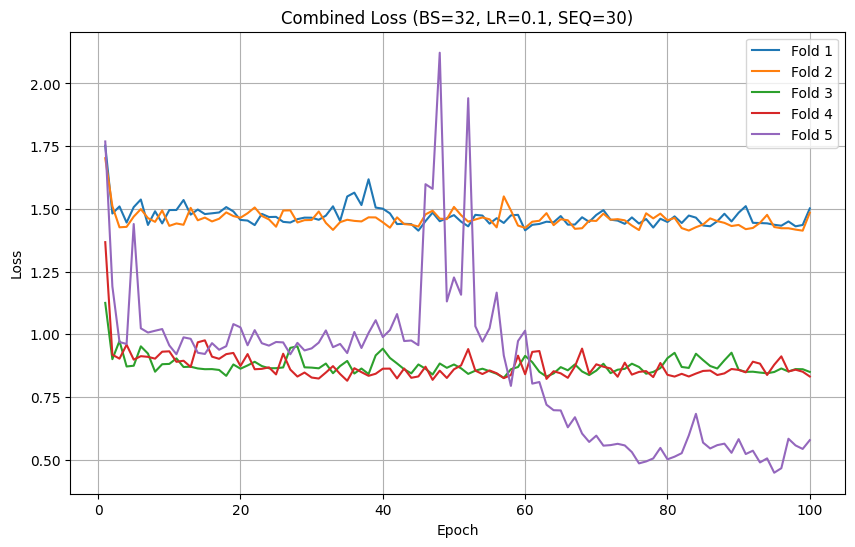 Combined Loss (BS=32, LR=0.1, SEQ=30)
Fold 1
Fold 2
Fold 3
Fold 4
Fold 5
2.00
1.75
1.50
1.25
1.00
0.75
0.50
Loss
0 20 40 60 80 100
Epoch